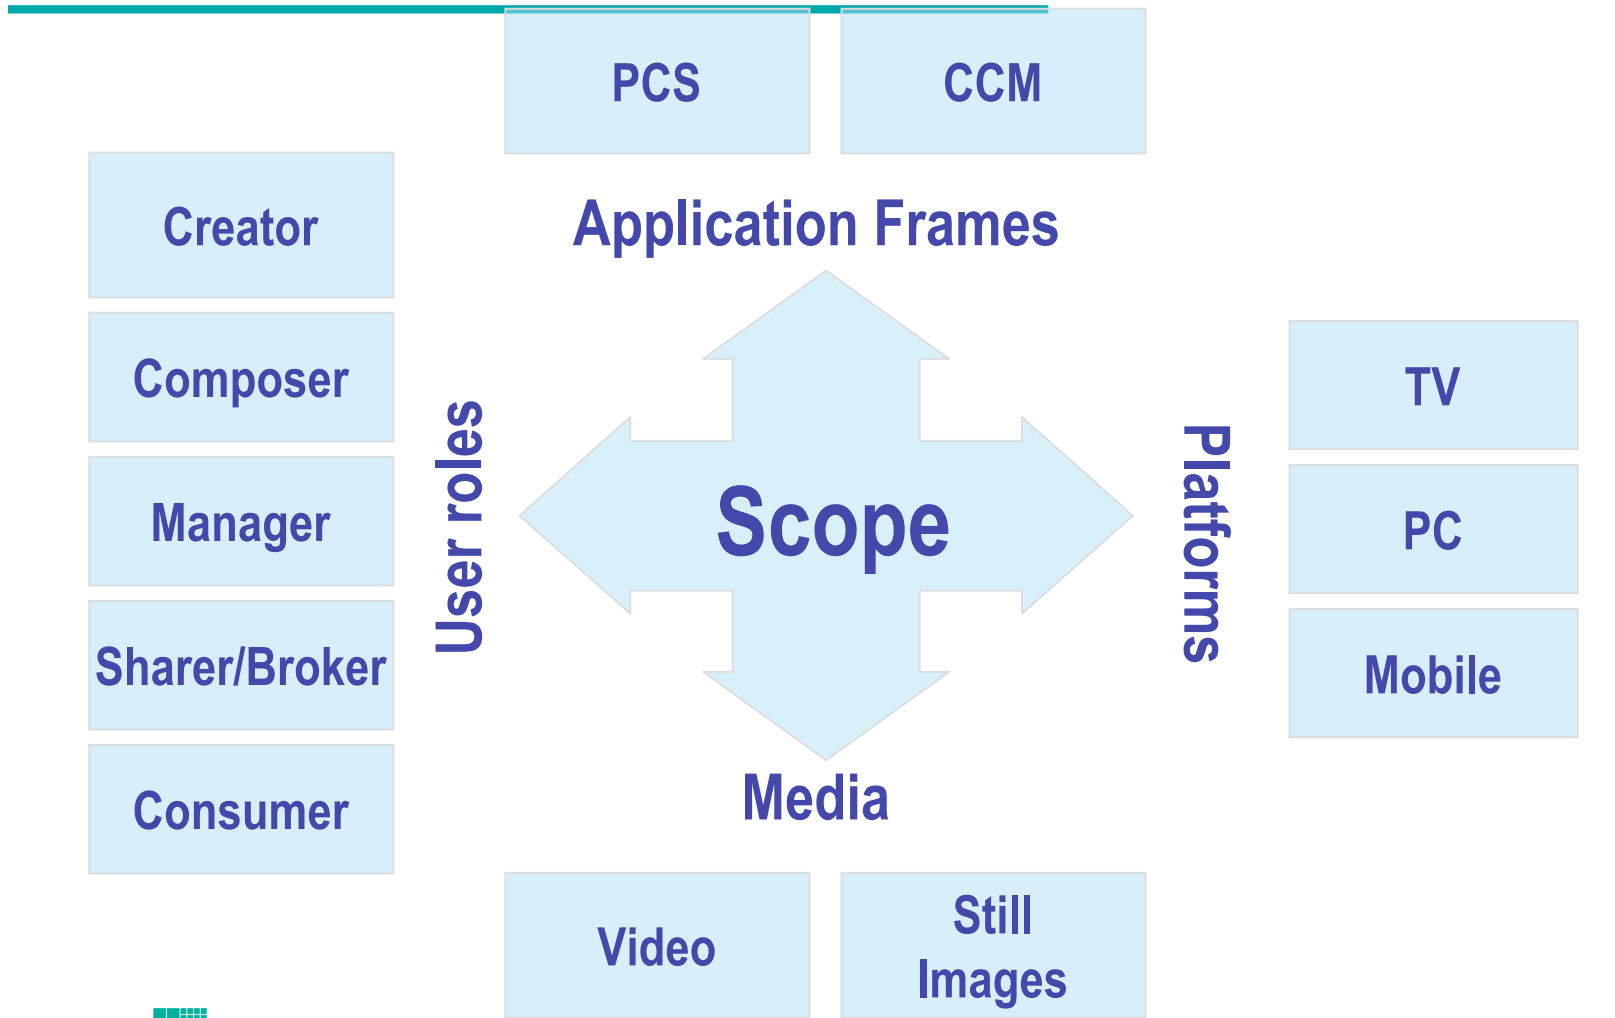 PCS
CCM
Application Frames
Creator
Composer
Manager
Sharer/Broker
Consumer
User roles
Scope
Platforms
TV
PC
Mobile
Media
Video
Still
Images